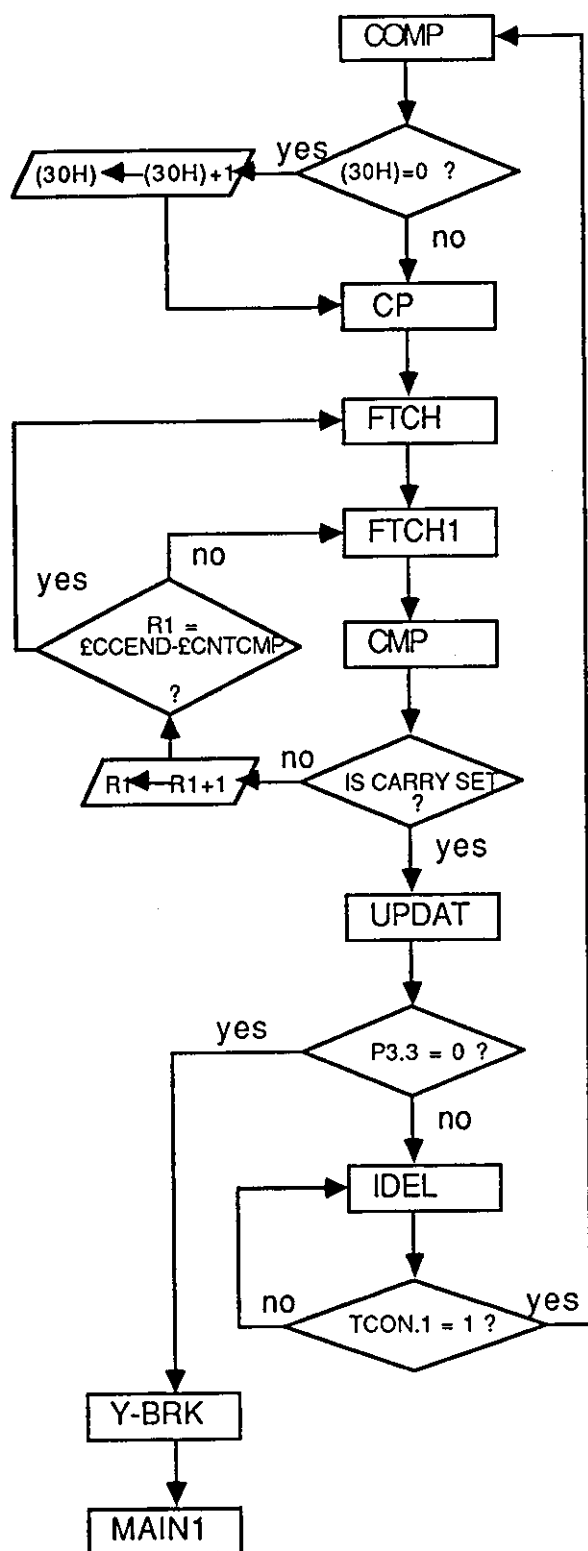 COMP
yes
(30H) (30H)+1
(30H)=0 ?
no
CP
FTCH
FTCH1
no
yes
R1 =
£CCEND-£CNTCMP
?
CMP
no
R1 R1+1
IS CARRY SET
?
yes
UPDAT
yes
P3.3 = 0 ?
no
IDEL
no
TCON.1 = 1 ?
yes
Y-BRK
MAIN1